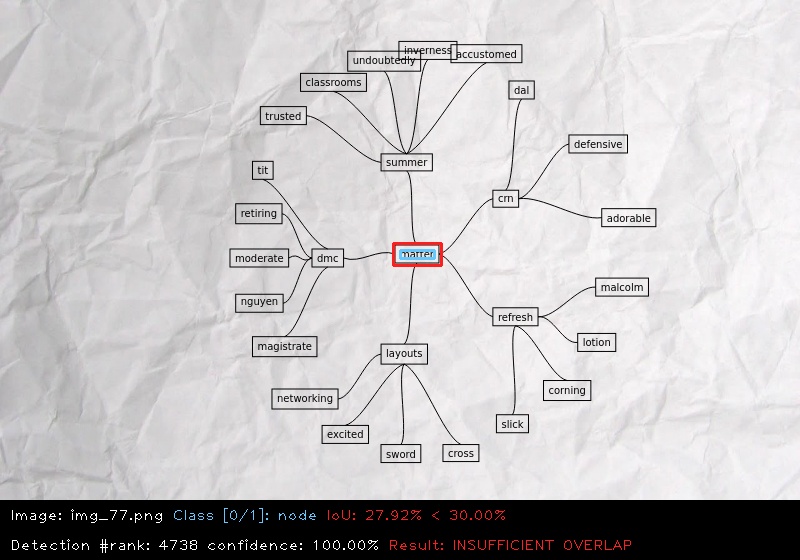 inverness
undoubtedly
accustomed
classrooms
dal
trusted
defensive
summer
tit
crn
retiring
adorable
matter
moderate
dmc
malcolm
nguyen
refresh
lotion
magistrate
layouts
corning
networking
slick
excited
sword
cross
Image: img_77.png Class [0/1]: node IoU: 27.92% < 30.00%
Detection #rank: 4738 confidence: 100.00% Result: INSUFFICIENT OVERLAP